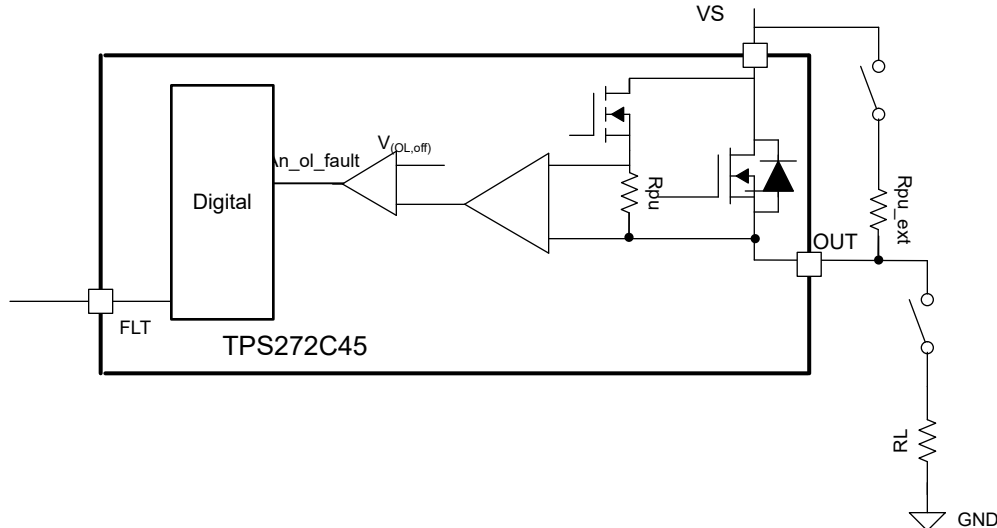 VS
V(OL,off)
An_ol_fault
Digital
Rpu
Rpu_ext
OUT
FLT
TPS272C45
RL
GND